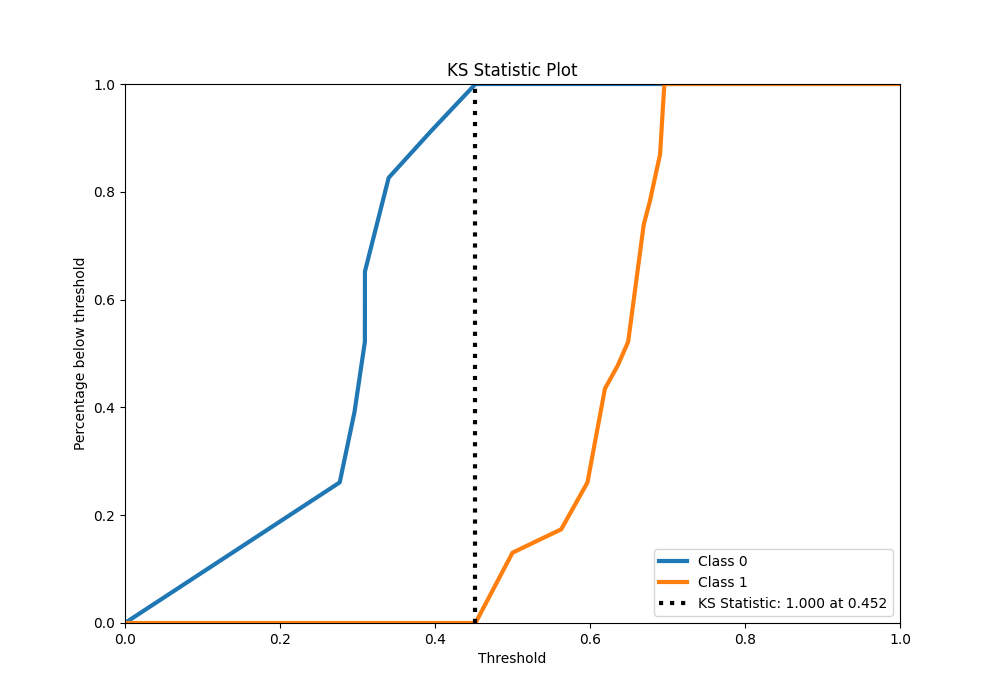 KS Statistic Plot
1.0
0.8
0.6
0.4
0.2
0.0
Percentage below threshold
0.0 0.2 0.4 0.6 0.8 1.0
Threshold
Class 0
Class 1
KS Statistic: 1.000 at 0.452